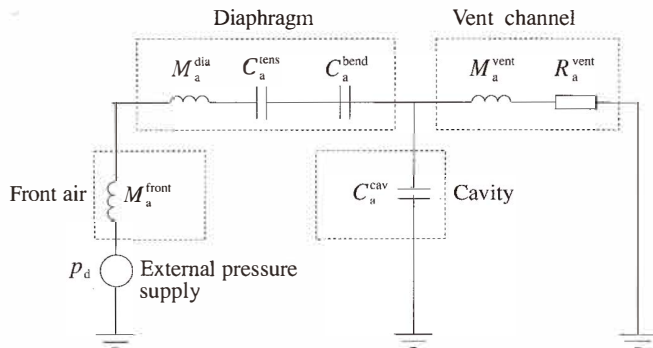 Diaphragm
Vent channel
M_a^dia
C_a^tens
C_a^bend
M_a^vent
R_a^vent
Front air
M_a^front
C_a^cav
Cavity
p_d
External pressure
supply